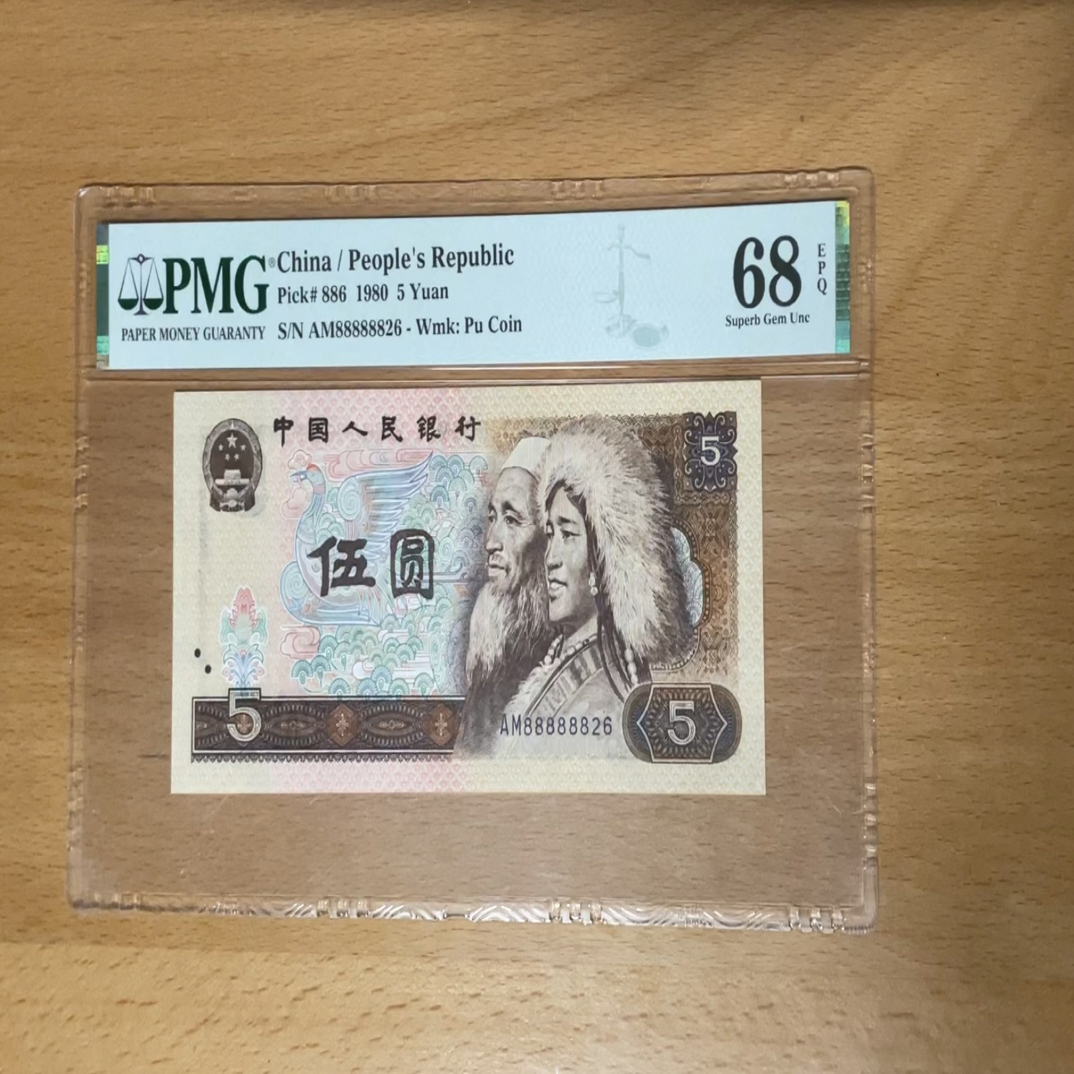 PMG®
PAPER MONEY GUARANTY
China / People's Republic
Pick# 886 1980 5 Yuan
S/N AM88888826 - Wmk: Pu Coin
68
EPQ
Superb Gem Unc
中国人民银行
5
伍圆
5
AM88888826
5